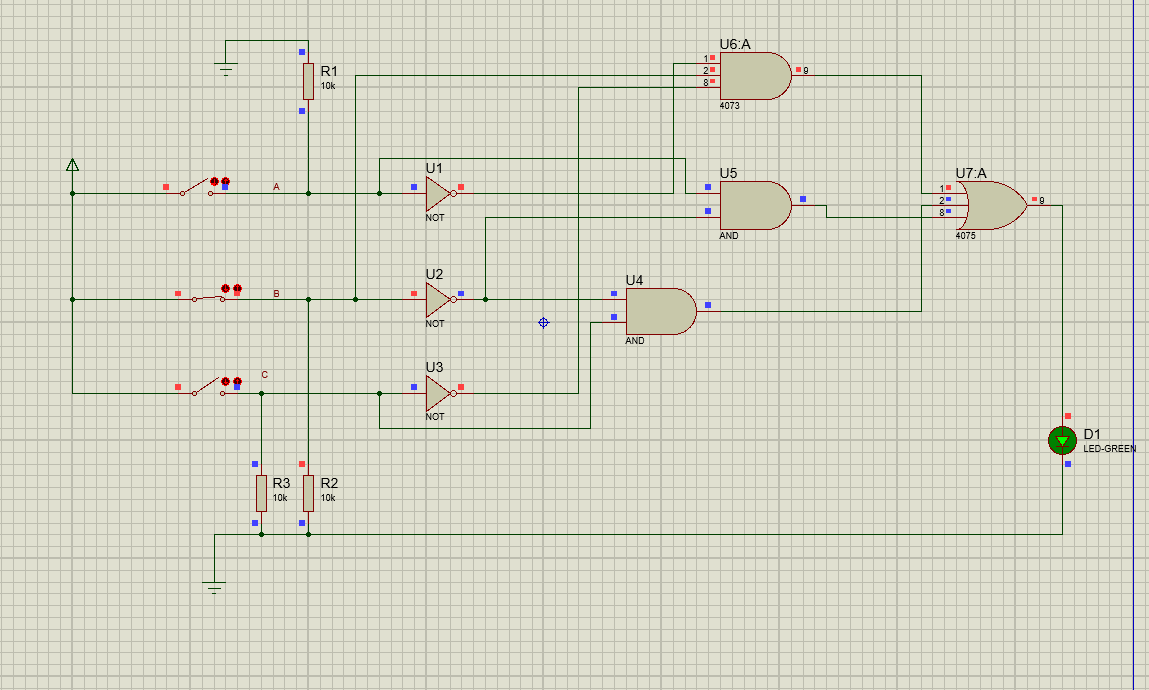 U6:A
1
2
8
9
4073
R1
10k
A
U1
NOT
U5
AND
U7:A
1
2
8
9
4075
B
U2
NOT
U4
AND
C
U3
NOT
D1
LED-GREEN
R3
10k
R2
10k